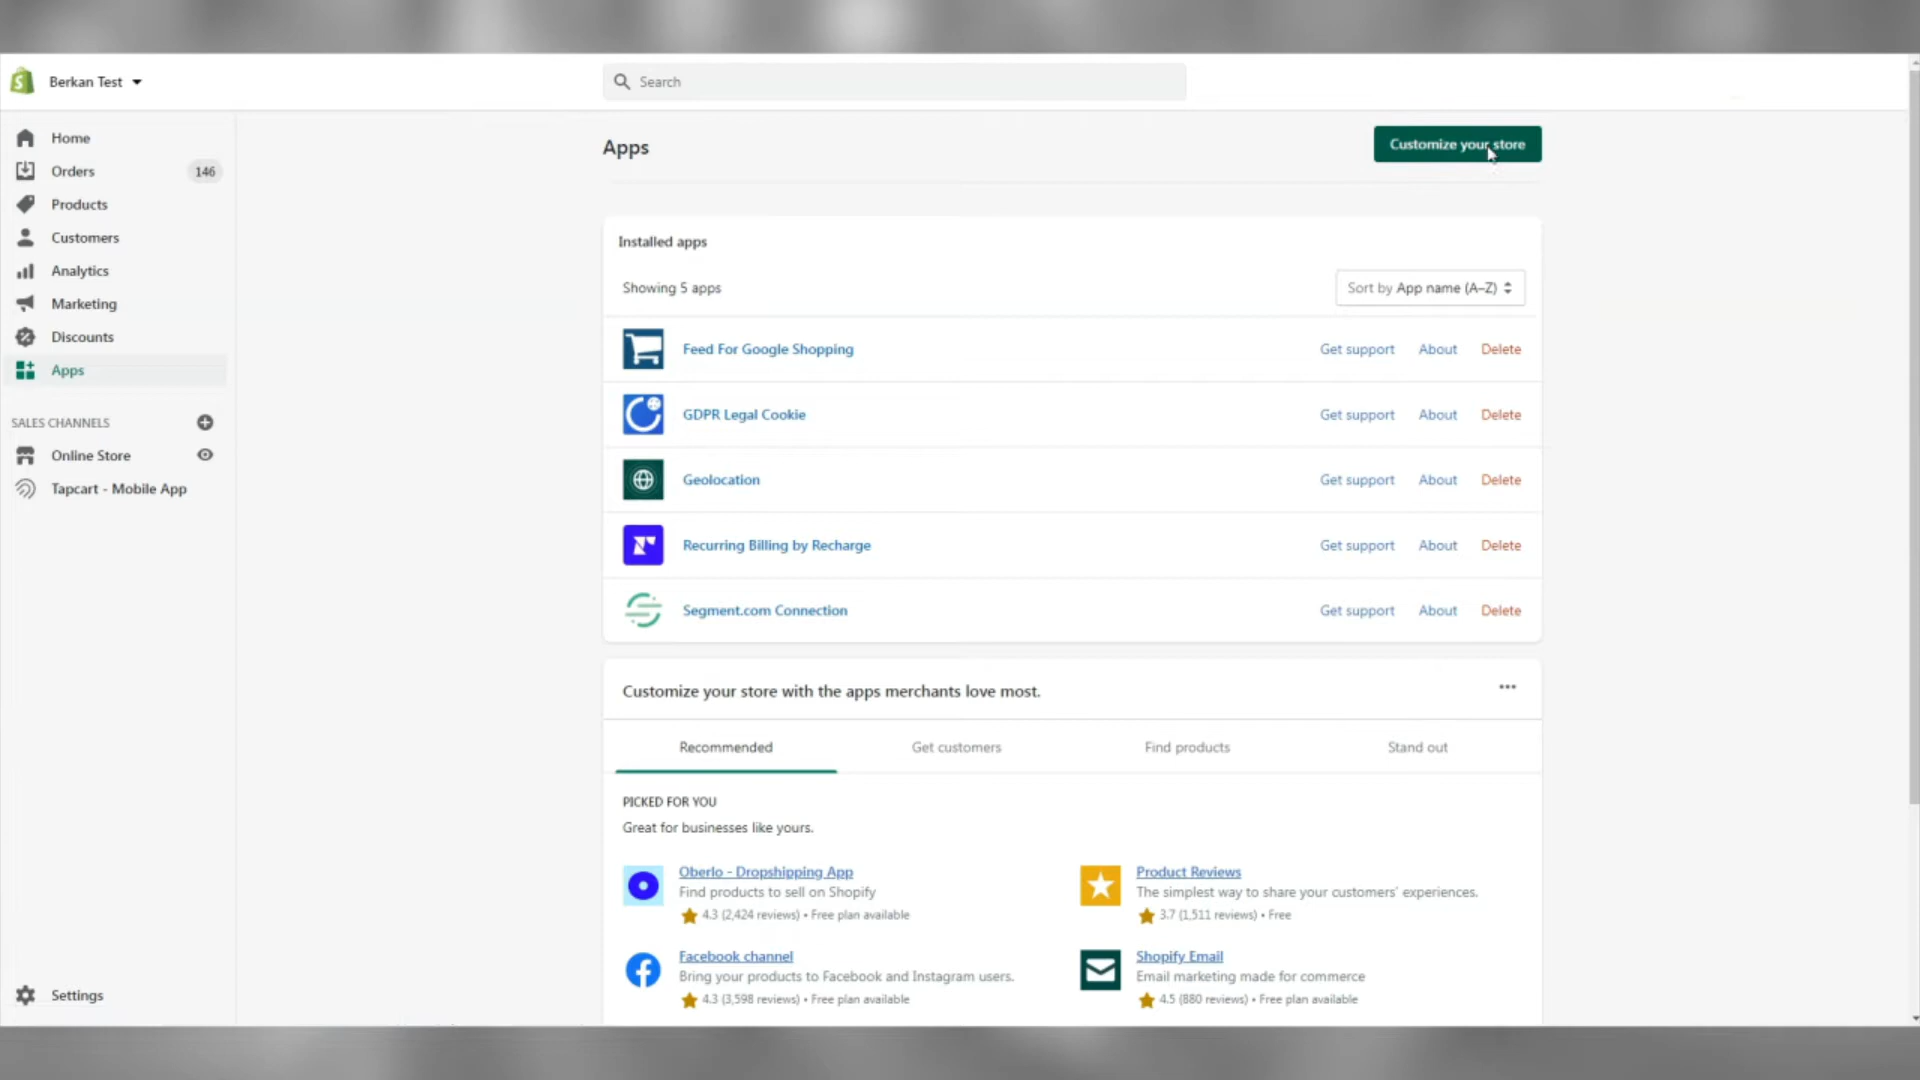 Berkan Test
Search
Home
Orders 146
Products
Customers
Analytics
Marketing
Discounts
Apps
SALES CHANNELS
Online Store
Tapcart - Mobile App
Settings
Apps
Customize your store
Installed apps
Showing 5 apps
Sort by App name (A–Z)
Feed For Google Shopping Get support About Delete
GDPR Legal Cookie Get support About Delete
Geolocation Get support About Delete
Recurring Billing by Recharge Get support About Delete
Segment.com Connection Get support About Delete
Customize your store with the apps merchants love most.
Recommended Get customers Find products Stand out
PICKED FOR YOU
Great for businesses like yours.
Oberlo - Dropshipping App
Find products to sell on Shopify
4.3 (2,424 reviews) • Free plan available
Product Reviews
The simplest way to share your customers' experiences.
3.7 (1,511 reviews) • Free
Facebook channel
Bring your products to Facebook and Instagram users.
4.3 (3,598 reviews) • Free plan available
Shopify Email
Email marketing made for commerce
4.5 (880 reviews) • Free plan available